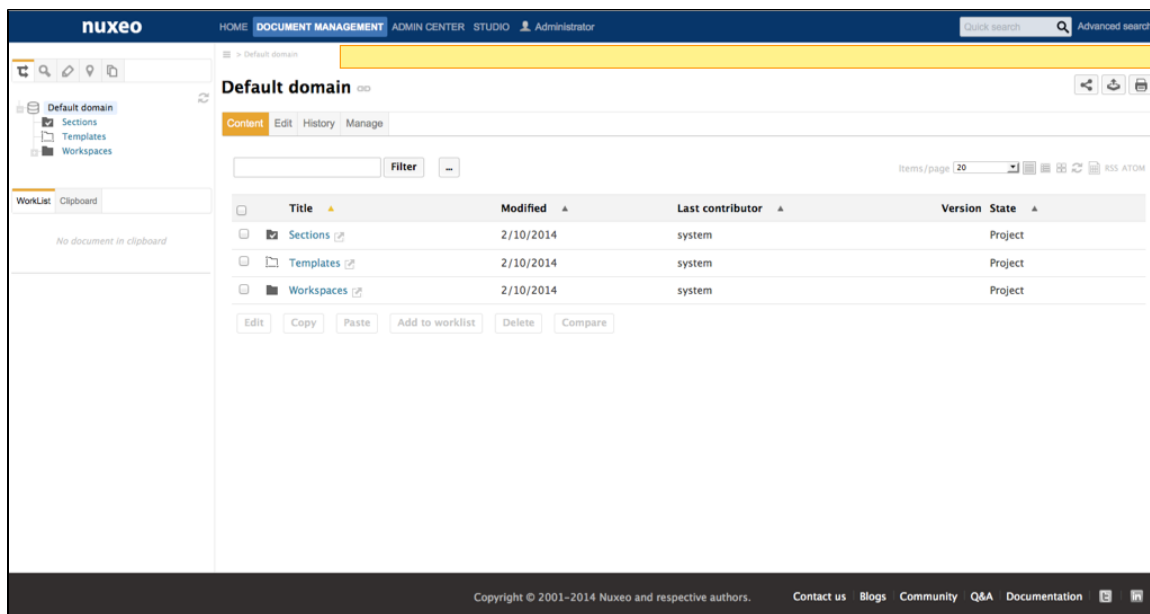 nuxeo
HOME DOCUMENT MANAGEMENT ADMIN CENTER STUDIO Administrator
Quick search
Advanced search
> Default domain
Default domain
Default domain
Sections
Templates
Workspaces
Content Edit History Manage
Filter ...
Items/page 20 RSS ATOM
WorkList Clipboard
No document in clipboard
Title Modified Last contributor Version State
Sections 2/10/2014 system Project
Templates 2/10/2014 system Project
Workspaces 2/10/2014 system Project
Edit Copy Paste Add to worklist Delete Compare
Copyright © 2001-2014 Nuxeo and respective authors. Contact us Blogs Community Q&A Documentation